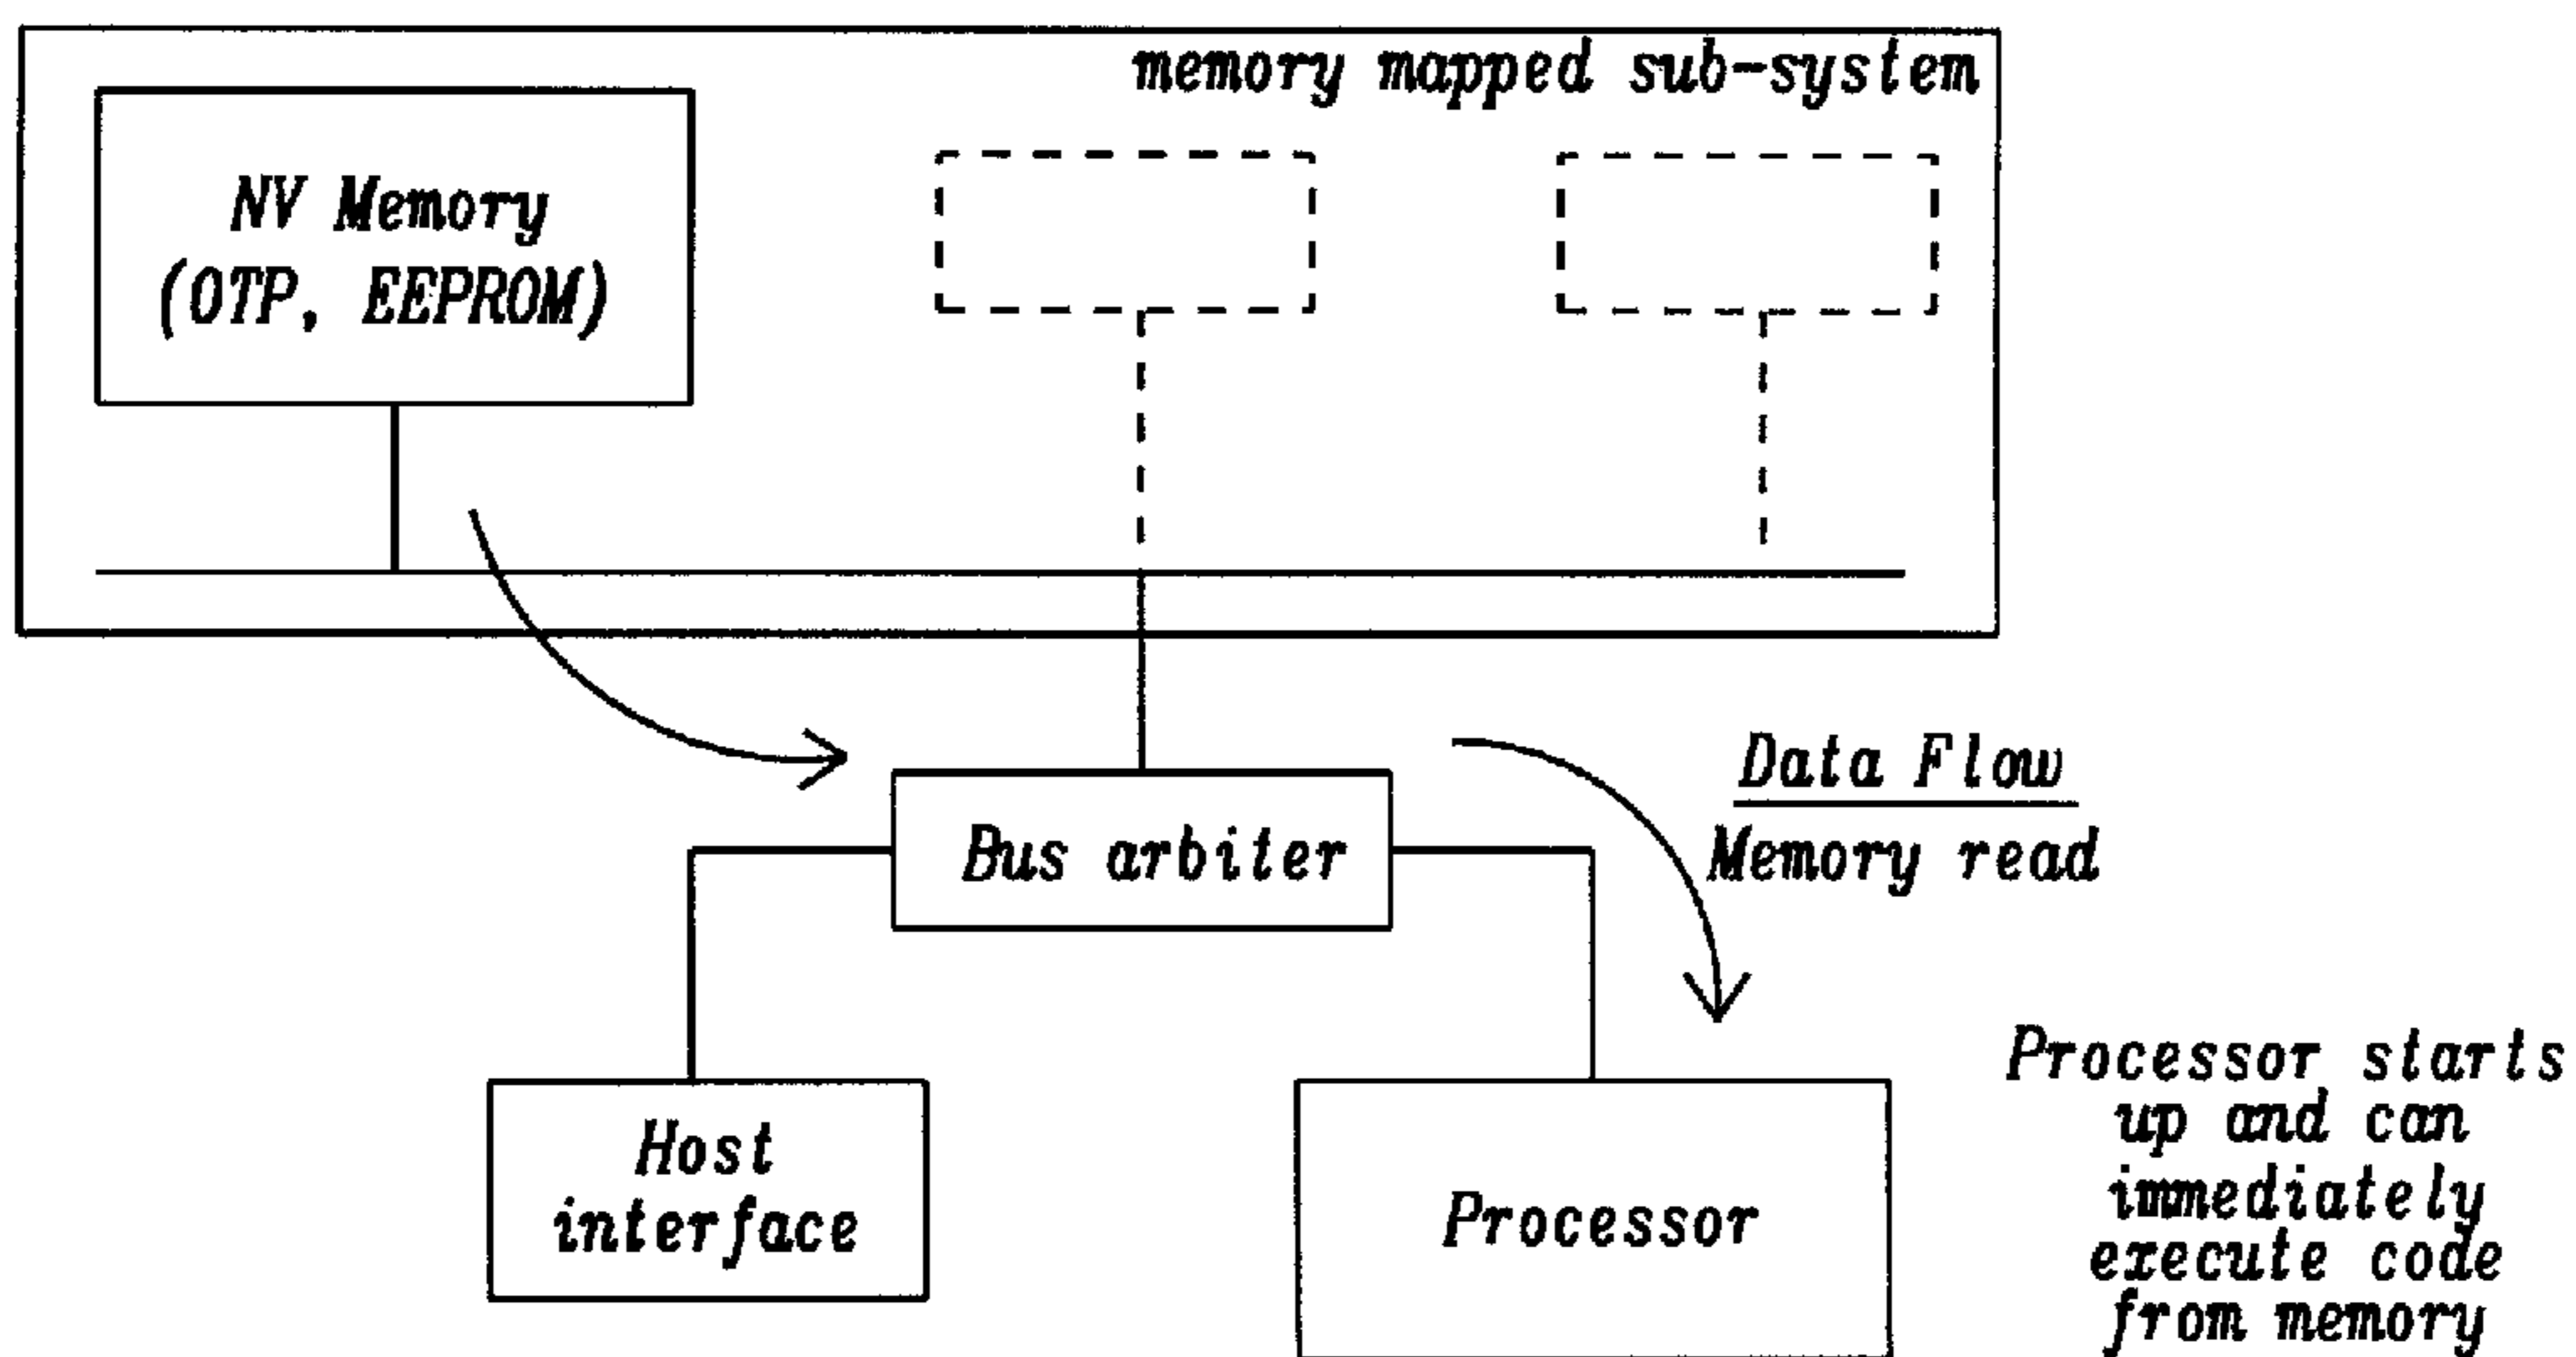 memory mapped sub-system
NV Memory
(OTP, EEPROM)
Data Flow
Memory read
Bus arbiter
Host
interface
Processor
Processor starts
up and can
immediately
execute code
from memory